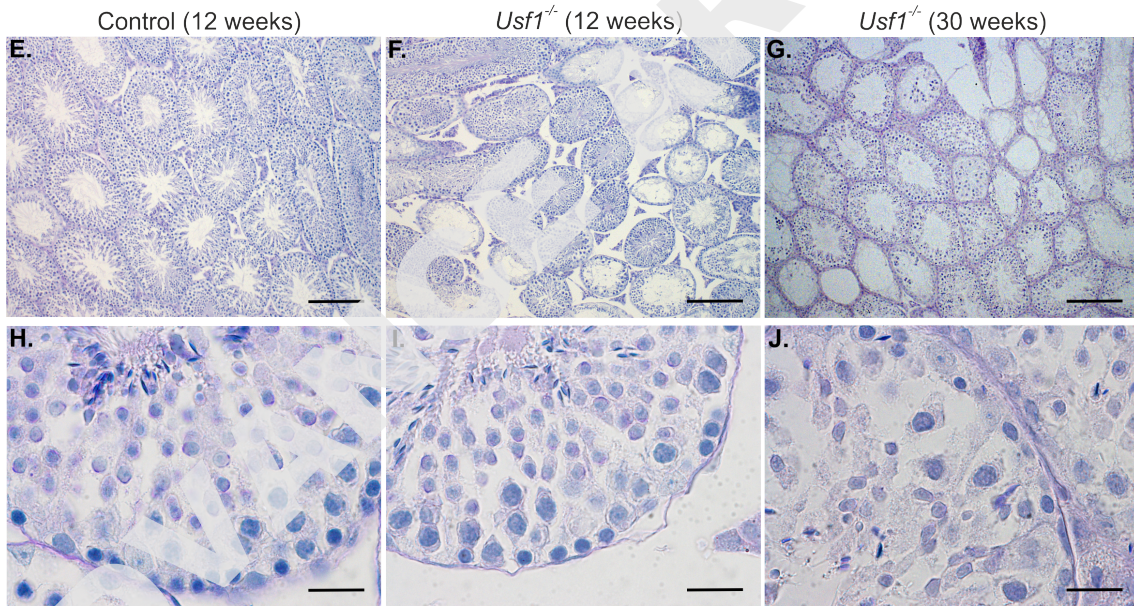 Control (12 weeks)
Usf1-/- (12 weeks)
Usf1-/- (30 weeks)
E.
F.
G.
H.
I.
J.